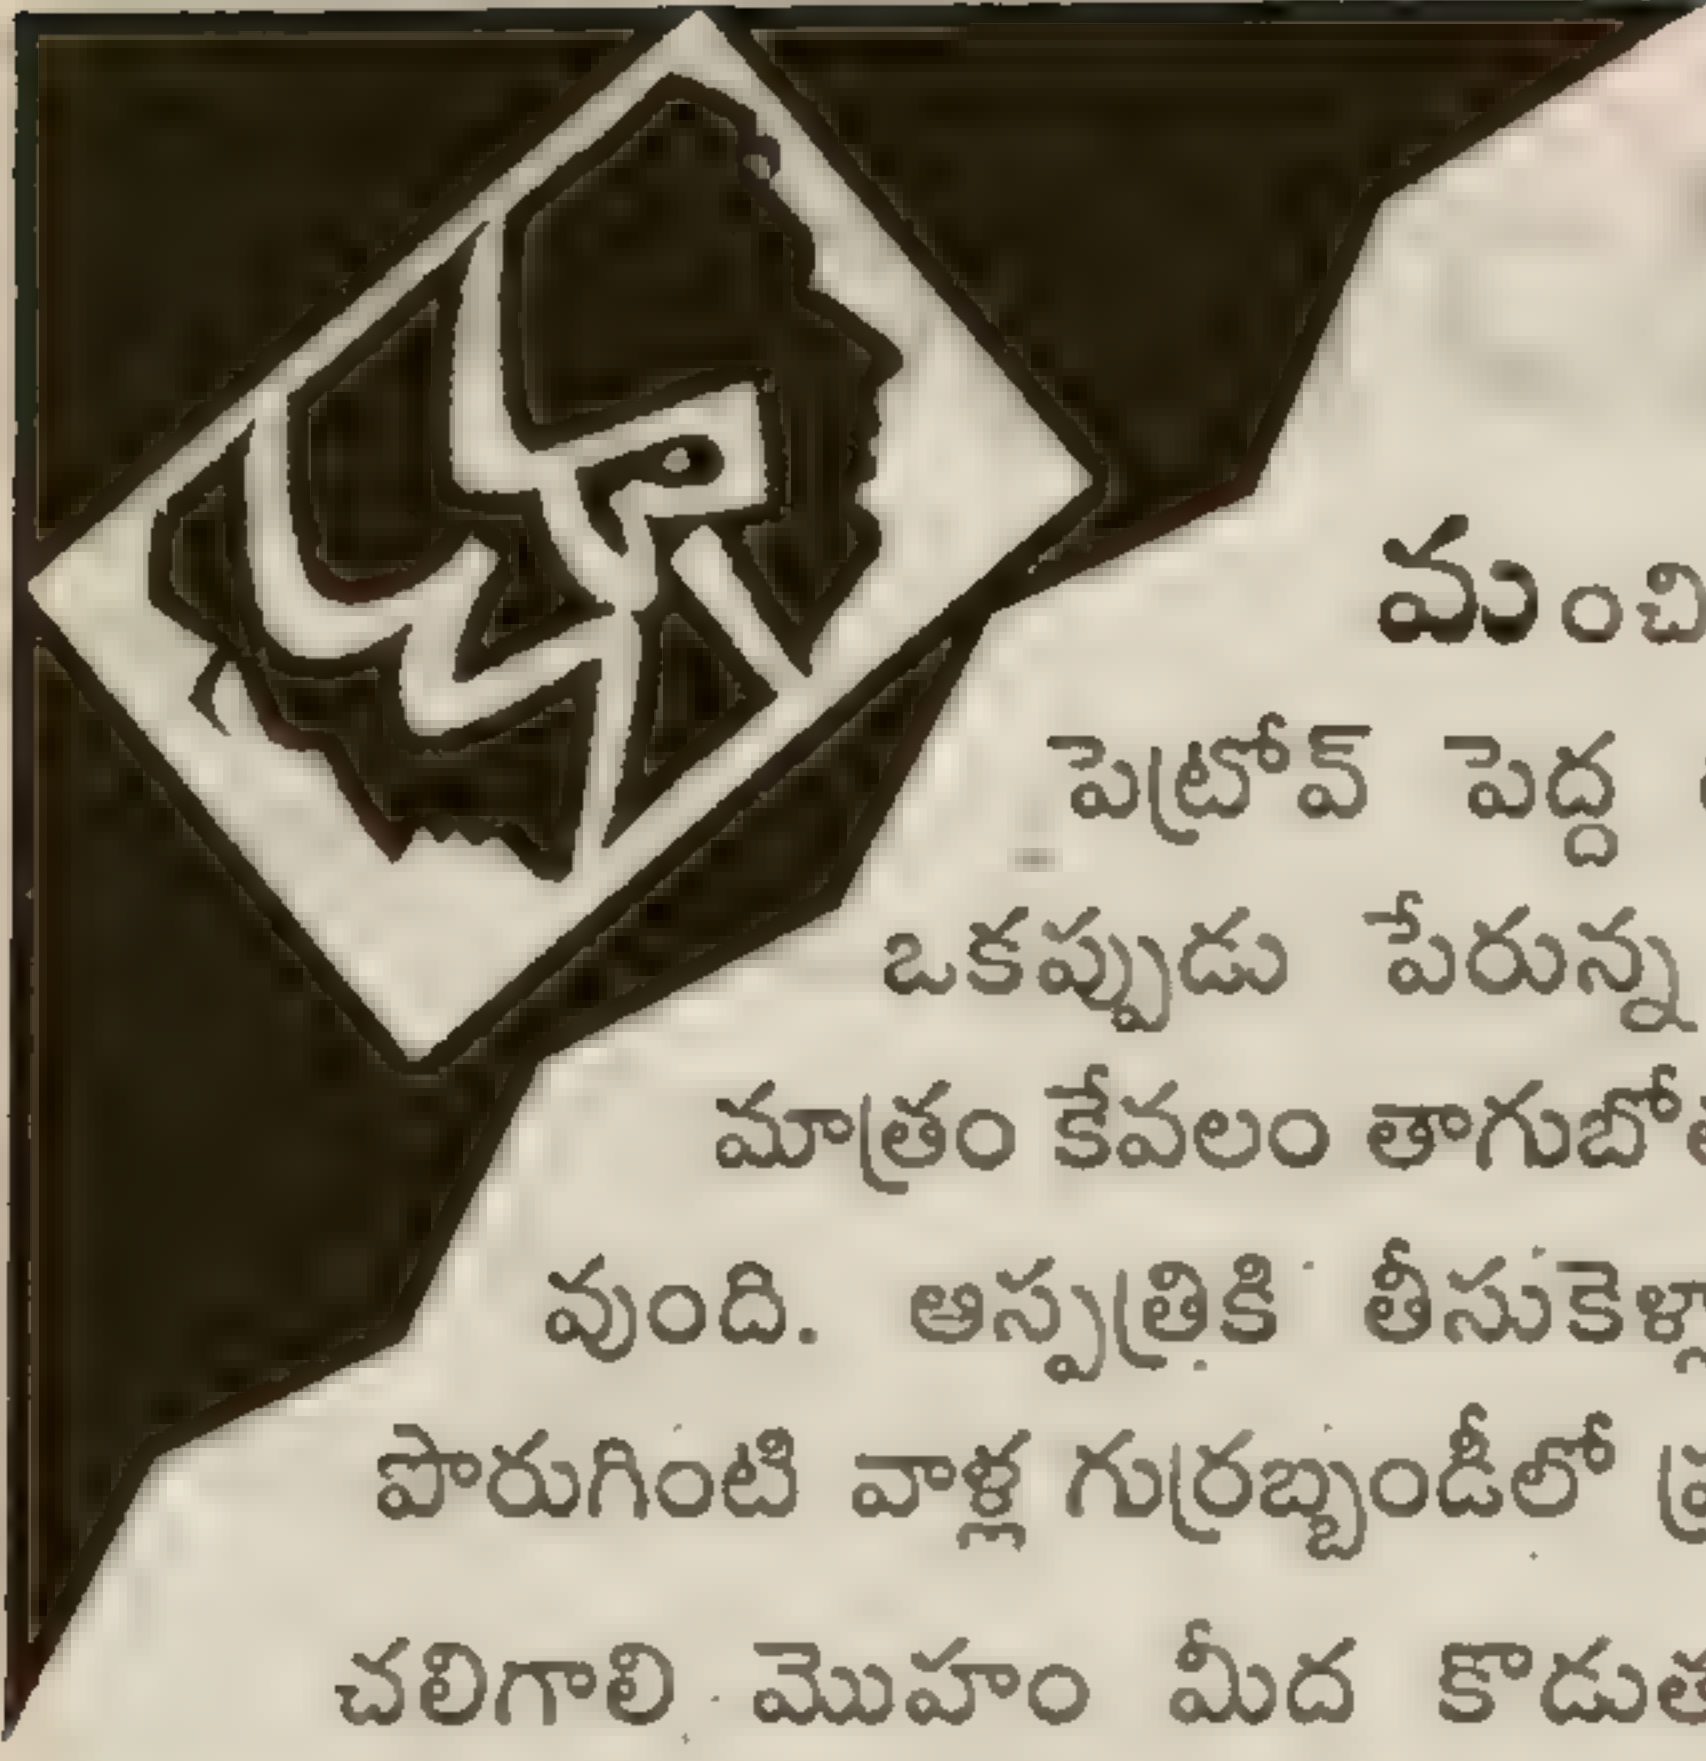 మంచి
పెట్రోవ్ పెద్ద
ఒకప్పుడు పేరున్న
మాత్రం కేవలం తాగుబోతు
వుంది. ఆస్పత్రికి తీసుకెళ్లా
పొరుగింటి వాళ్ల గుర్రబ్బండీలో
చలిగాలి మొహం మీద కొడుత